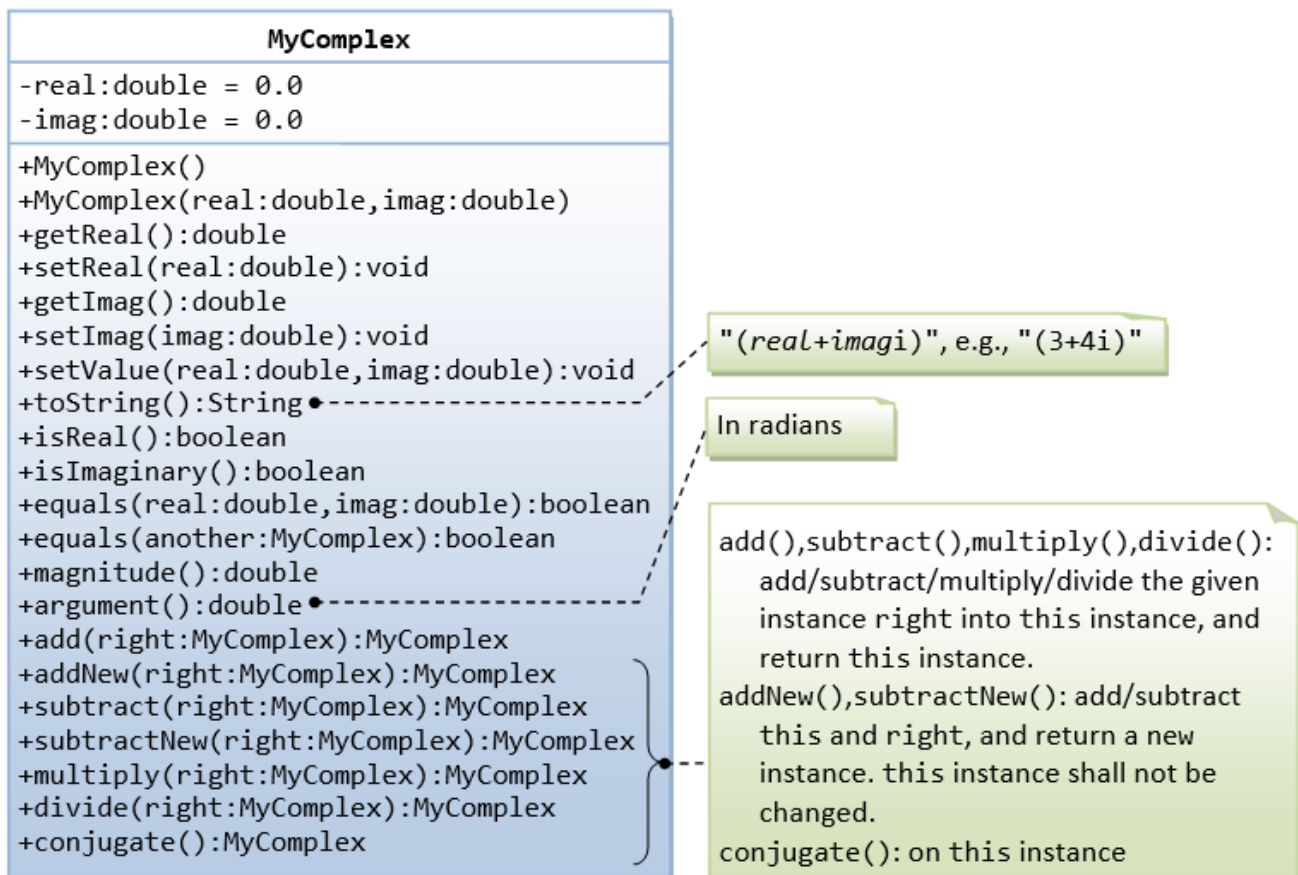 MyComplex
-real:double = 0.0
-imag:double = 0.0
+MyComplex()
+MyComplex(real:double,imag:double)
+getReal():double
+setReal(real:double):void
+getImag():double
+setImag(imag:double):void
+setValue(real:double,imag:double):void
+toString():String
+isReal():boolean
+isImaginary():boolean
+equals(real:double,imag:double):boolean
+equals(another:MyComplex):boolean
+magnitude():double
+argument():double
+add(right:MyComplex):MyComplex
+addNew(right:MyComplex):MyComplex
+subtract(right:MyComplex):MyComplex
+subtractNew(right:MyComplex):MyComplex
+multiply(right:MyComplex):MyComplex
+divide(right:MyComplex):MyComplex
+conjugate():MyComplex
"(real+imagi)", e.g., "(3+4i)"
In radians
add(),subtract(),multiply(),divide():
add/subtract/multiply/divide the given
instance right into this instance, and
return this instance.
addNew(),subtractNew(): add/subtract
this and right, and return a new
instance. this instance shall not be
changed.
conjugate(): on this instance